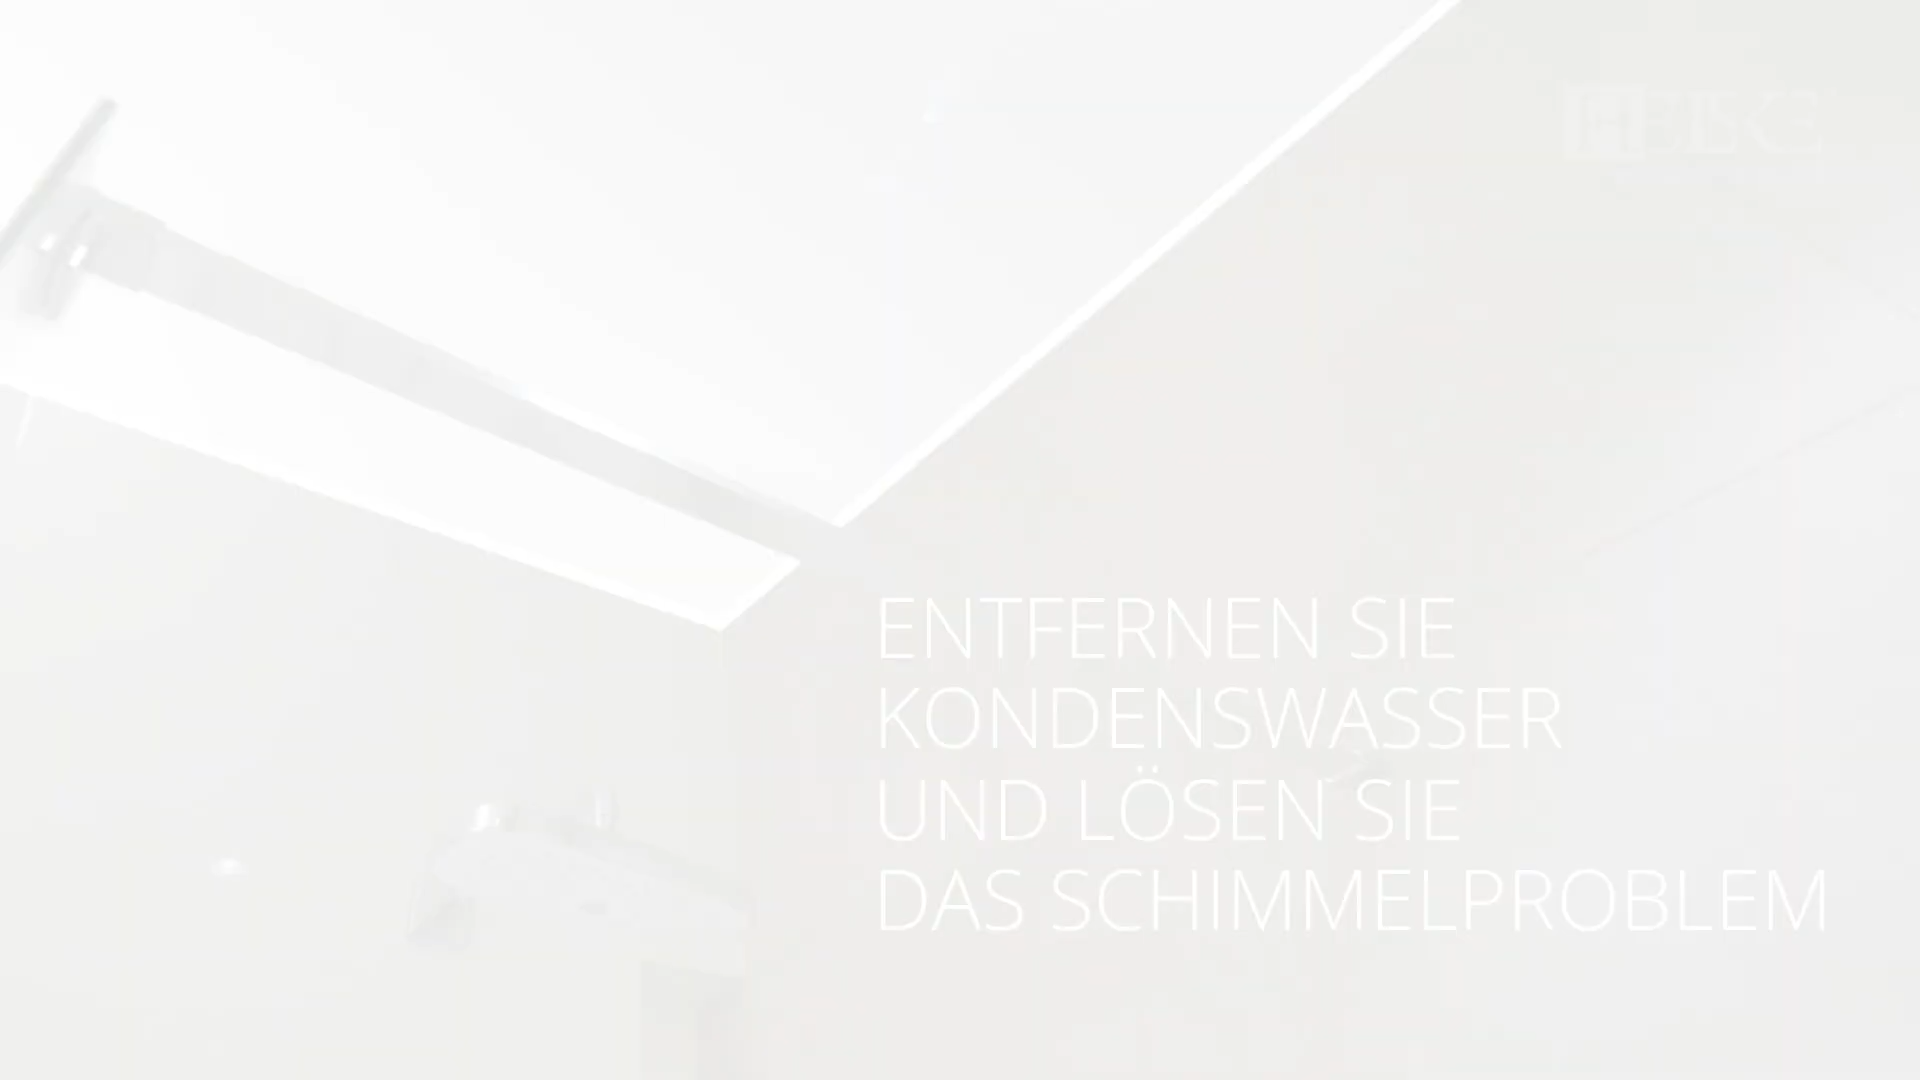 ENTFERNEN SIE
KONDENSWASSER
UND LÖSEN SIE
DAS SCHIMMELPROBLEM